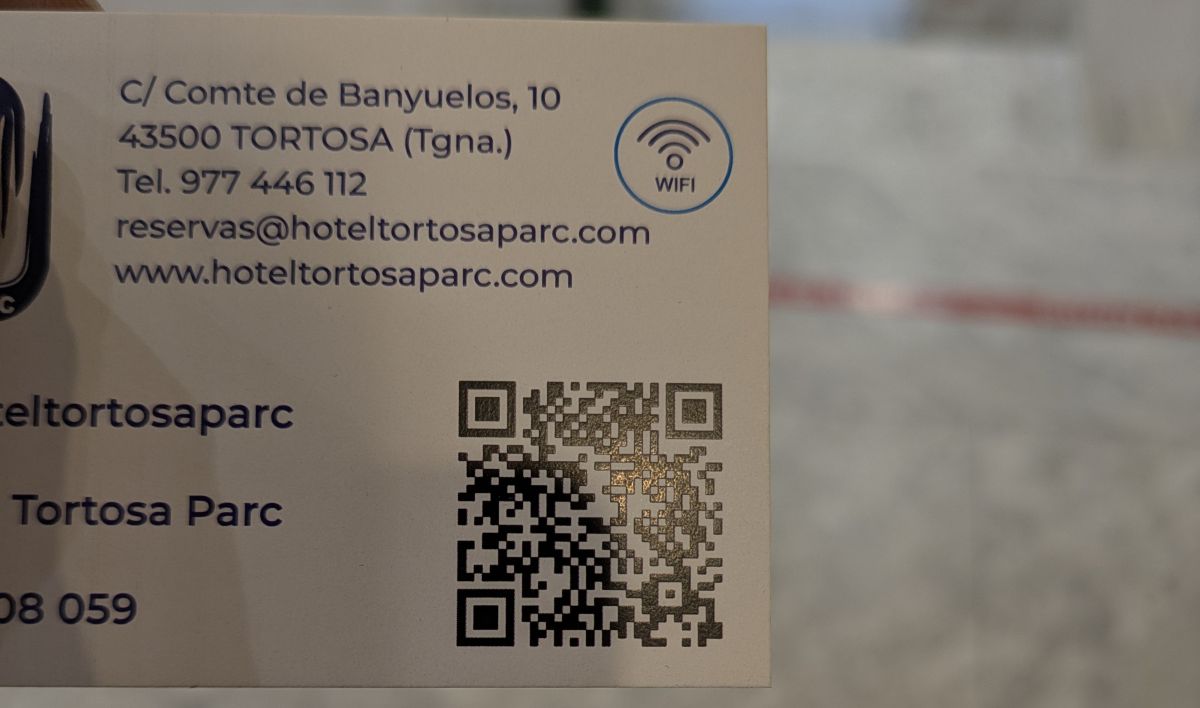 C/ Comte de Banyuelos, 10
43500 TORTOSA (Tgna.)
Tel. 977 446 112
reservas@hoteltortosaparc.com
www.hoteltortosaparc.com
WIFI
C
teltortosaparc
Tortosa Parc
08 059